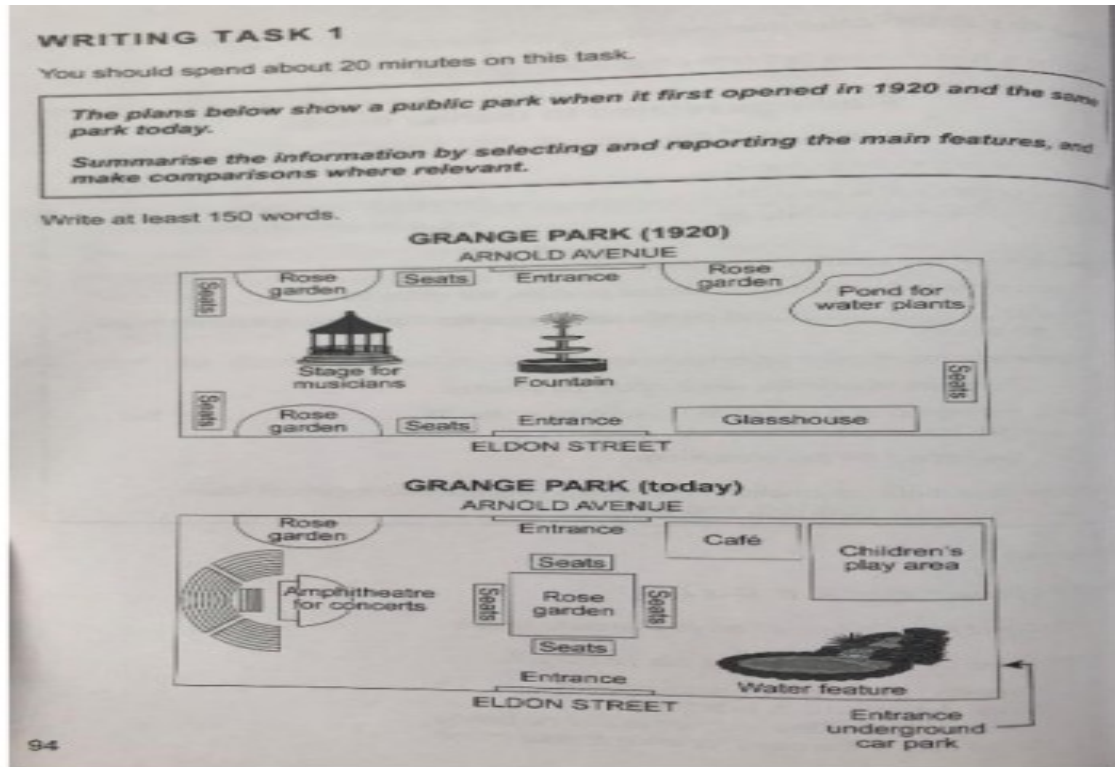 WRITING TASK 1
You should spend about 20 minutes on this task.
The plans below show a public park when it first opened in 1920 and the same
park today.
Summarise the information by selecting and reporting the main features, and
make comparisons where relevant.
Write at least 150 words.
GRANGE PARK (1920)
ARNOLD AVENUE
Seats
Rose
garden
Seats
Entrance
Rose
garden
Pond for
water plants
Stage for
musicians
Fountain
Seats
Seats
Rose
garden
Seats
Entrance
Glasshouse
ELDON STREET
GRANGE PARK (today)
ARNOLD AVENUE
Rose
garden
Entrance
Café
Children's
play area
Seats
Amphitheatre
for concerts
Seats
Rose
garden
Seats
Seats
Entrance
Water feature
ELDON STREET
Entrance
underground
car park
94